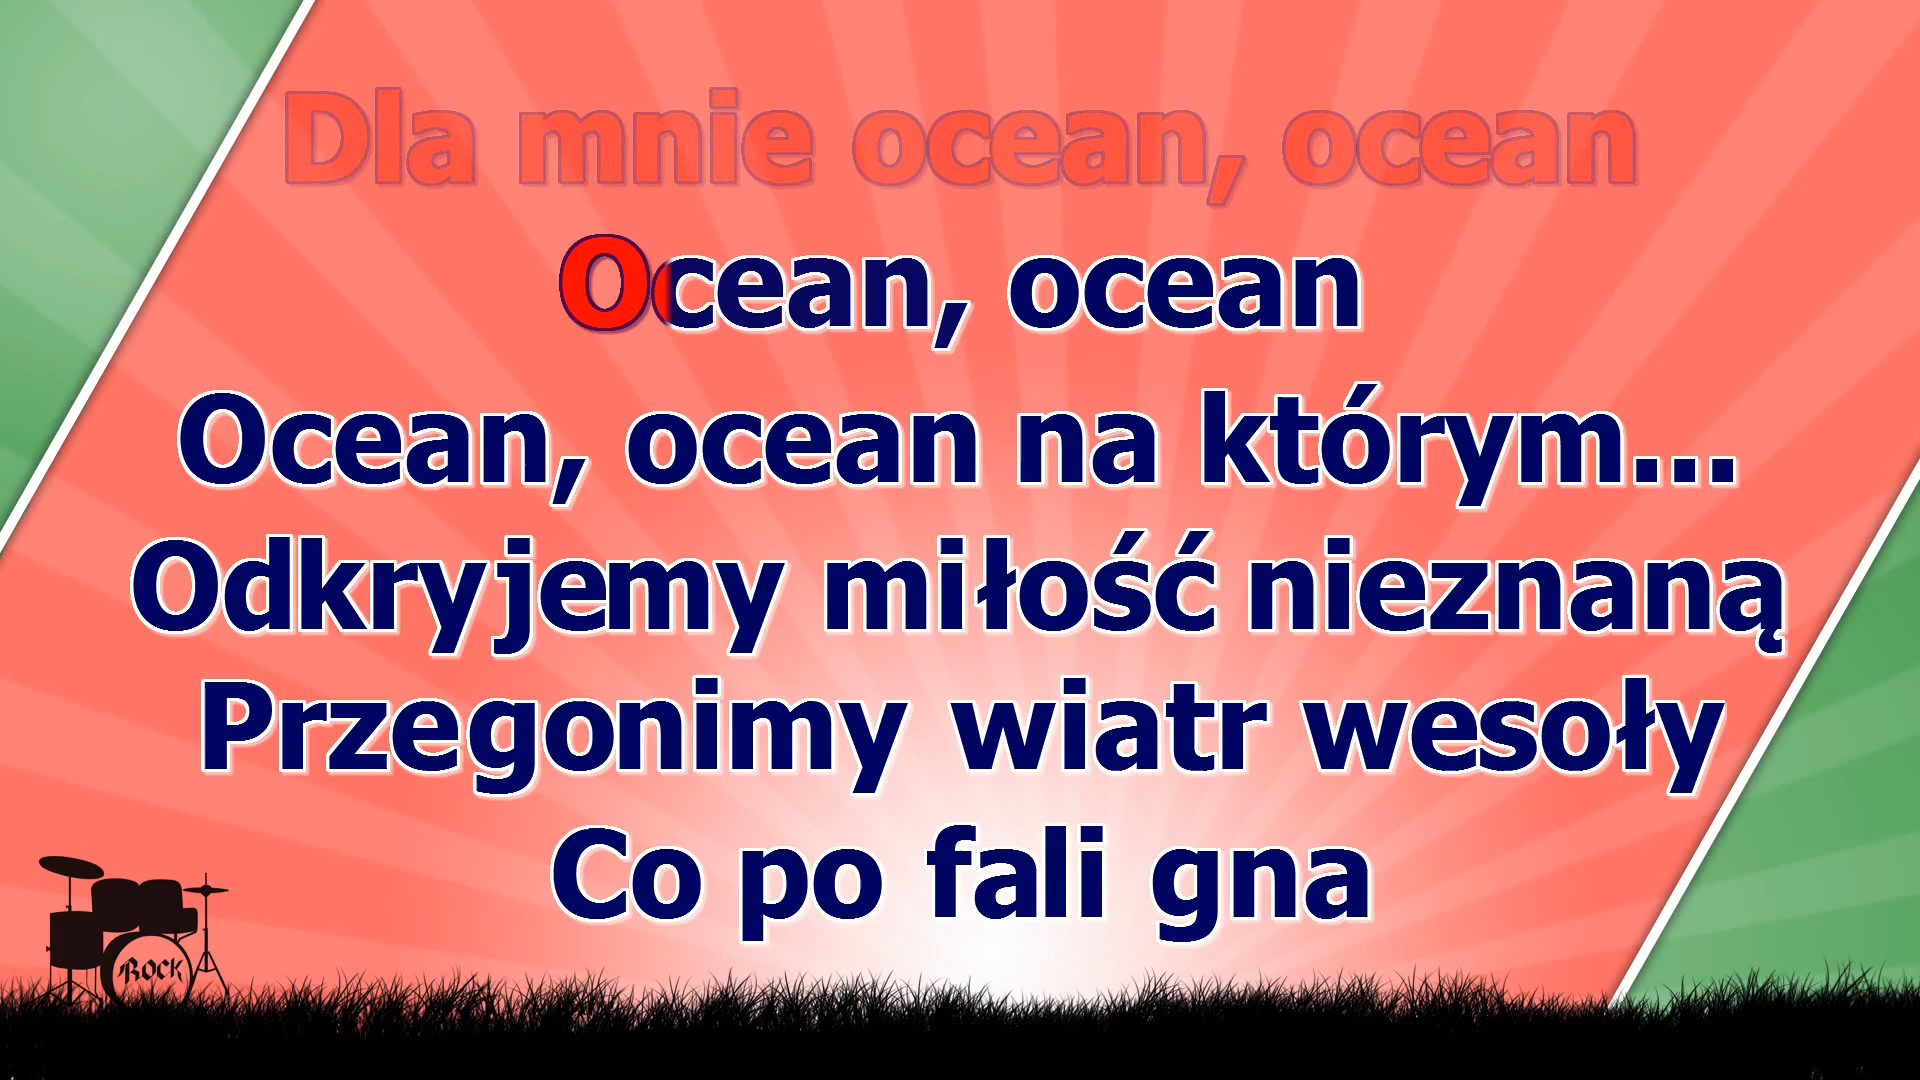 Dla mnie ocean, ocean
Ocean, ocean
Ocean, ocean na którym...
Odkryjemy miłość nieznaną
Przegonimy wiatr wesoły
Co po fali gna
ROCK